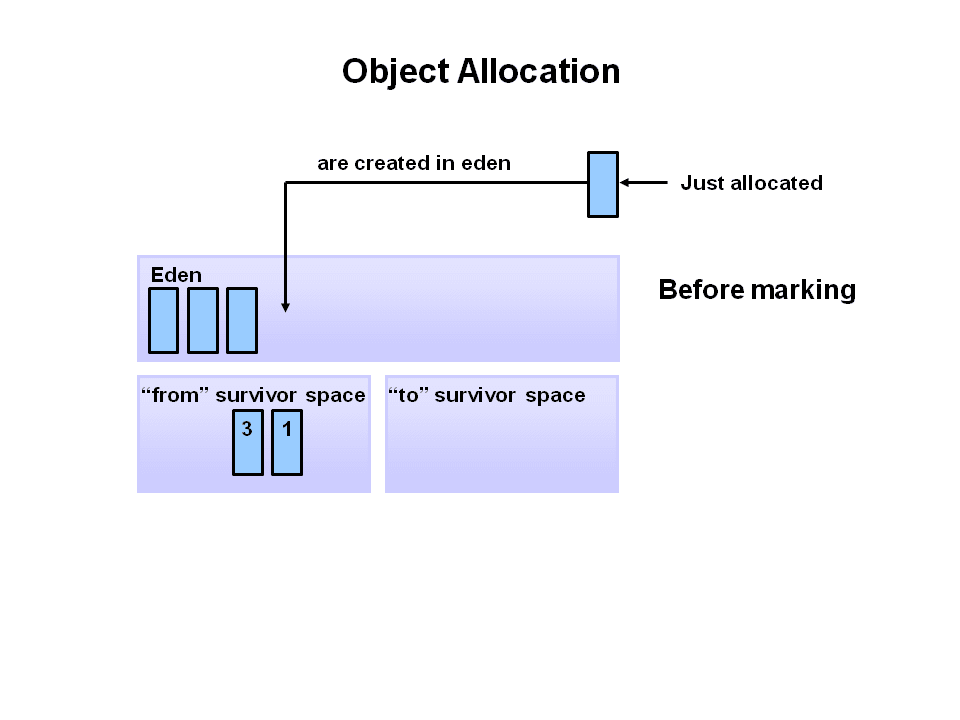 Object Allocation
are created in eden
Just allocated
Eden
Before marking
“from” survivor space
“to” survivor space
3
1